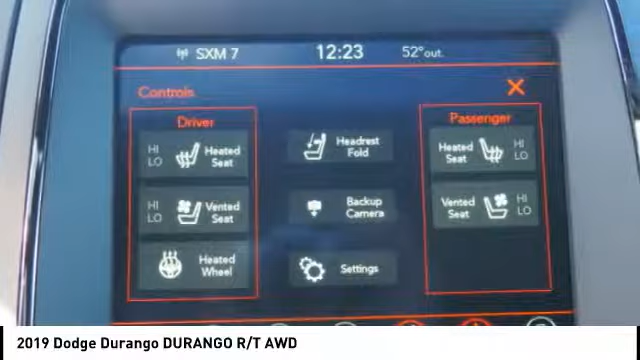 SXM 7 12:23 52°out.
Controls
Driver
HI
LO
Heated
Seat
HI
LO
Vented
Seat
Heated
Wheel
Headrest
Fold
Backup
Camera
Settings
Passenger
Heated
Seat
HI
LO
Vented
Seat
HI
LO
2019 Dodge Durango DURANGO R/T AWD